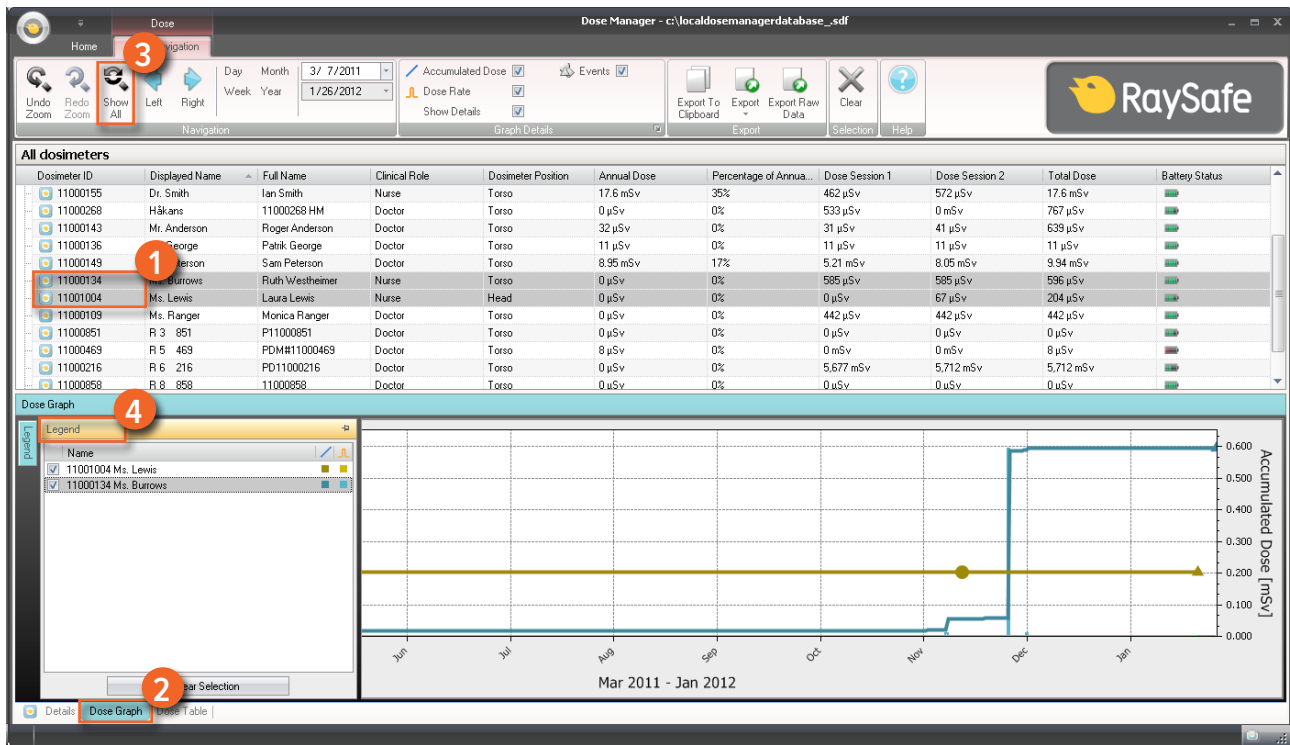 Dose
Dose Manager - c:\localdosemanagerdatabase_.sdf
Home
3
vigation
Undo Zoom
Redo Zoom
Show All
Left
Right
Day Month
Week Year
3/ 7/2011
1/26/2012
Navigation
Accumulated Dose
Dose Rate
Show Details
Events
Graph Details
Export To Clipboard
Export
Export Raw Data
Export
Clear
Selection
Help
RaySafe
All dosimeters
Dosimeter ID Displayed Name Full Name Clinical Role Dosimeter Position Annual Dose Percentage of Annua... Dose Session 1 Dose Session 2 Total Dose Battery Status
11000155 Dr. Smith Ian Smith Nurse Torso 17.6 mSv 35% 462 µSv 572 µSv 17.6 mSv
11000268 Håkans 11000268 HM Doctor Torso 0 µSv 0% 533 µSv 0 mSv 767 µSv
11000143 Mr. Anderson Roger Anderson Doctor Torso 32 µSv 0% 31 µSv 41 µSv 639 µSv
11000136 George Patrik George Doctor Torso 11 µSv 0% 11 µSv 11 µSv 11 µSv
11000149 erson Sam Peterson Doctor Torso 8.95 mSv 17% 5.21 mSv 8.05 mSv 9.94 mSv
1
11000134 Ms. Burrows Ruth Westheimer Nurse Torso 0 µSv 0% 585 µSv 585 µSv 596 µSv
11001004 Ms. Lewis Laura Lewis Nurse Head 0 µSv 0% 0 µSv 67 µSv 204 µSv
11000109 Ms. Ranger Monica Ranger Doctor Torso 0 µSv 0% 442 µSv 442 µSv 442 µSv
11000851 R 3 851 P11000851 Doctor Torso 0 µSv 0% 0 µSv 0 µSv 0 µSv
11000469 R 5 469 PDM#11000469 Doctor Torso 8 µSv 0% 0 mSv 0 mSv 8 µSv
11000216 R 6 216 PD11000216 Doctor Torso 0 µSv 0% 5,677 mSv 5,712 mSv 5,712 mSv
11000858 R 8 858 11000858 Doctor Torso 0 µSv 0% 0 µSv 0 µSv 0 µSv
Dose Graph
4
Legend
Legend
Name
11001004 Ms. Lewis
11000134 Ms. Burrows
ear Selection
0.600
0.500
0.400
0.300
0.200
0.100
0.000
Accumulated Dose [mSv]
Jun Jul Aug Sep Oct Nov Dec Jan
Mar 2011 - Jan 2012
2
Details Dose Graph Dose Table